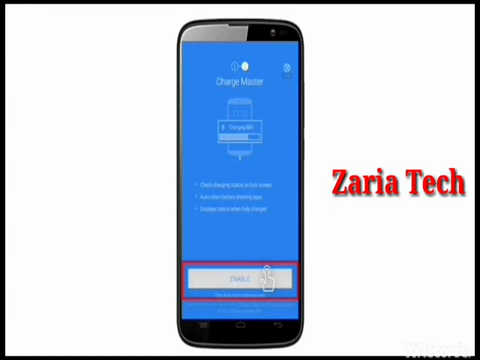 Charge Master
Charging 88%
• Check charging status on lock screen
• Auto-clean battery draining apps
• Displays status when fully charged
ENABLE
Zaria Tech